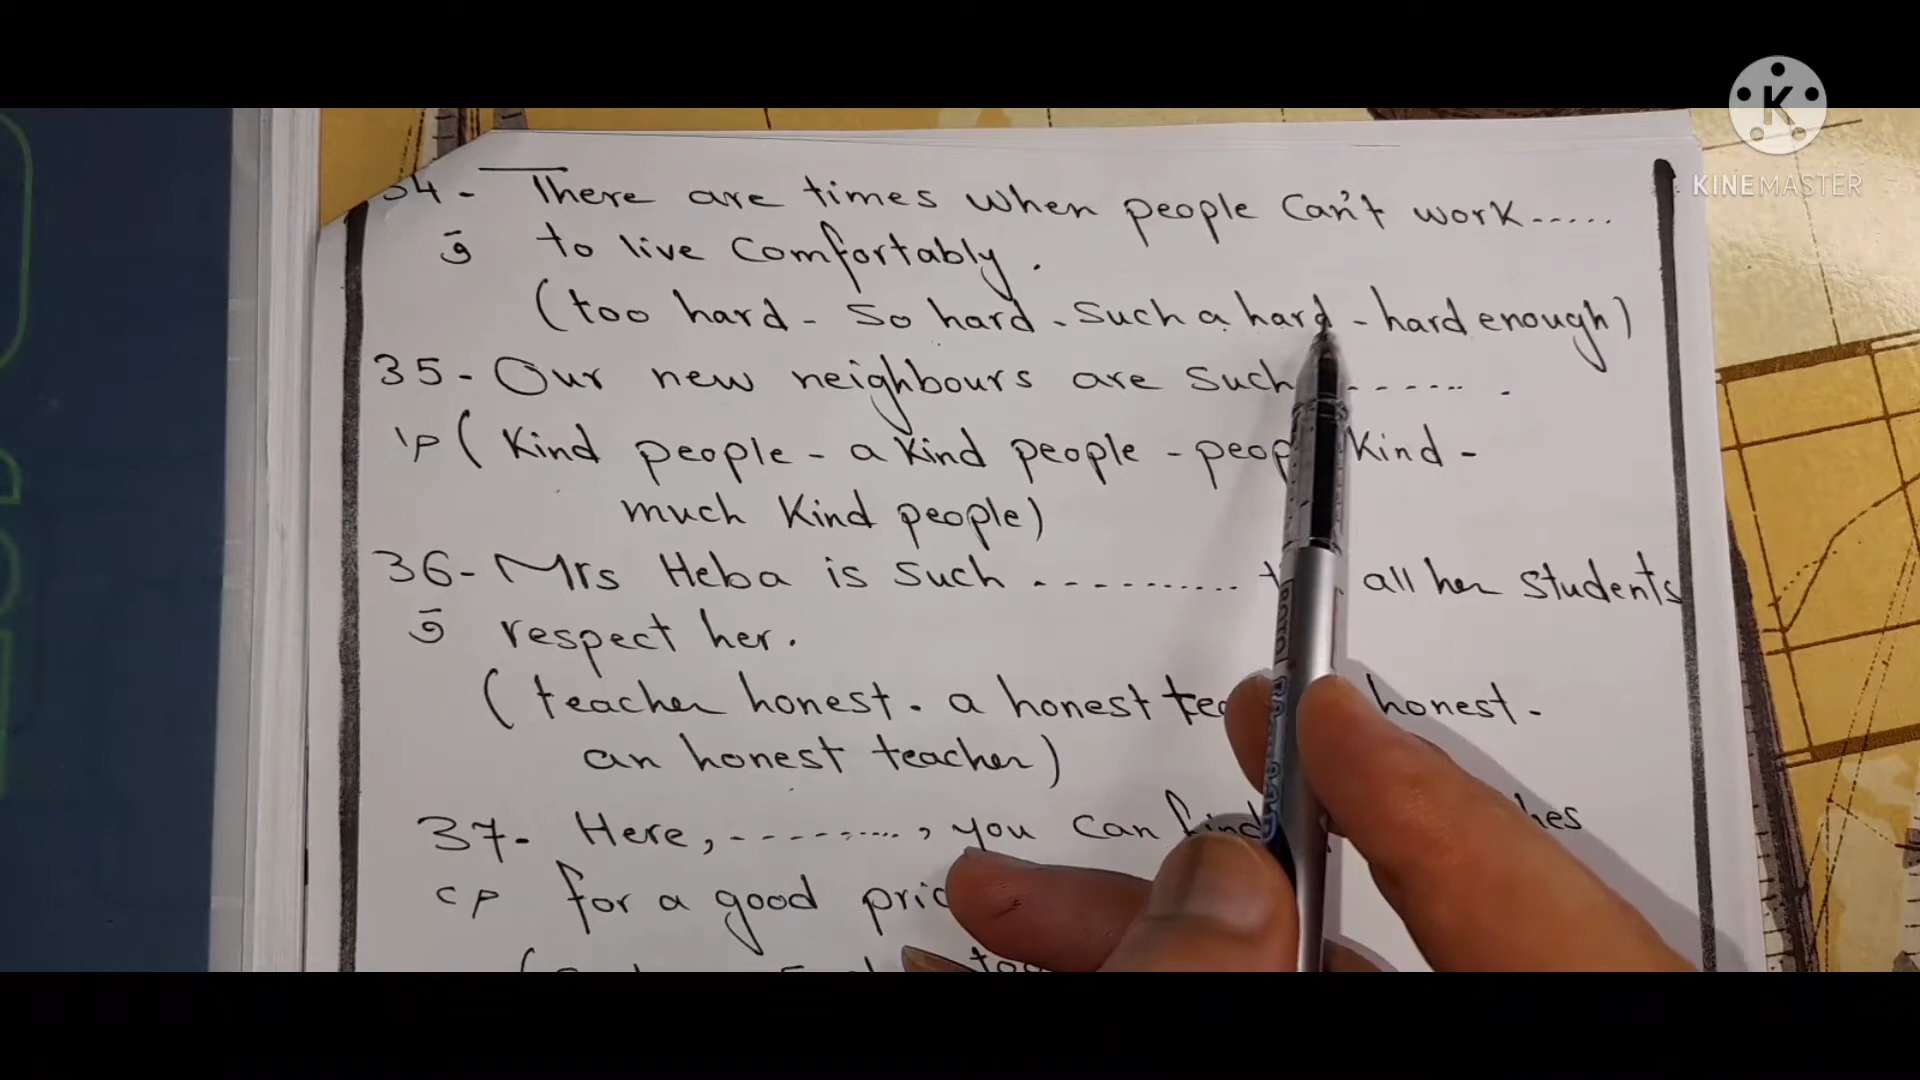 34- There are times when people can't work.....
to live comfortably.
(too hard - so hard - such a hard - hard enough)
35- Our new neighbours are such ------ .
(kind people - a kind people - kind -
much kind people)
36- Mrs Heba is such ---------- all her students
respect her.
(teacher honest. a honest honest -
an honest teacher)
37- Here, --------, you can find
for a good
KINEMASTER